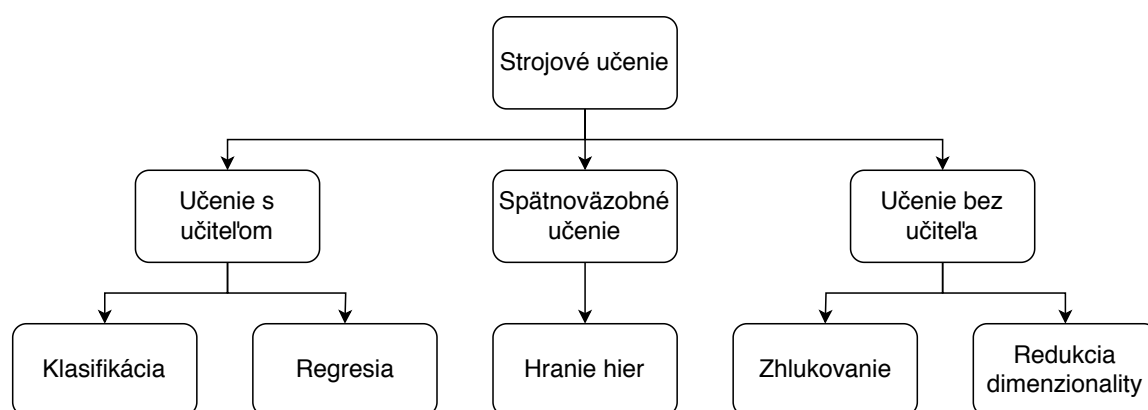 Strojové učenie
Učenie s
učiteľom
Spätnoväzobné
učenie
Učenie bez
učiteľa
Klasifikácia
Regresia
Hranie hier
Zhlukovanie
Redukcia
dimenzionality